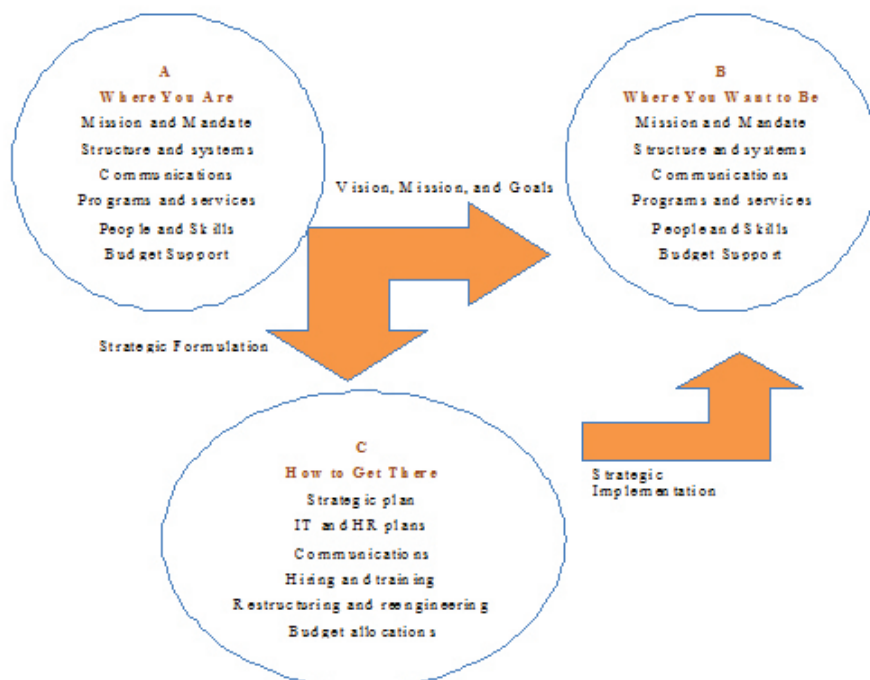 A
Where You Are
Mission and Mandate
Structure and systems
Communications
Programs and services
People and Skills
Budget Support
B
Where You Want to Be
Mission and Mandate
Structure and systems
Communications
Programs and services
People and Skills
Budget Support
Vision, Mission, and Goals
Strategic Formulation
C
How to Get There
Strategic plan
IT and HR plans
Communications
Hiring and training
Restructuring and reengineering
Budget allocations
Strategic
Implementation